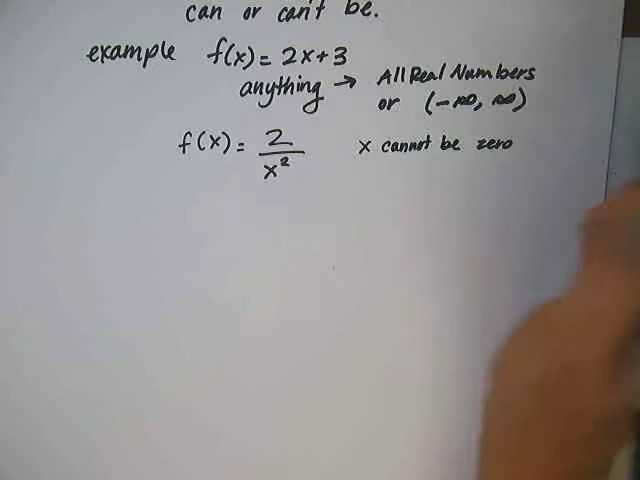 can or can't be.
example f(x) = 2x + 3
anything → All Real Numbers
or (-∞, ∞)
f(x) = 2/x² x cannot be zero